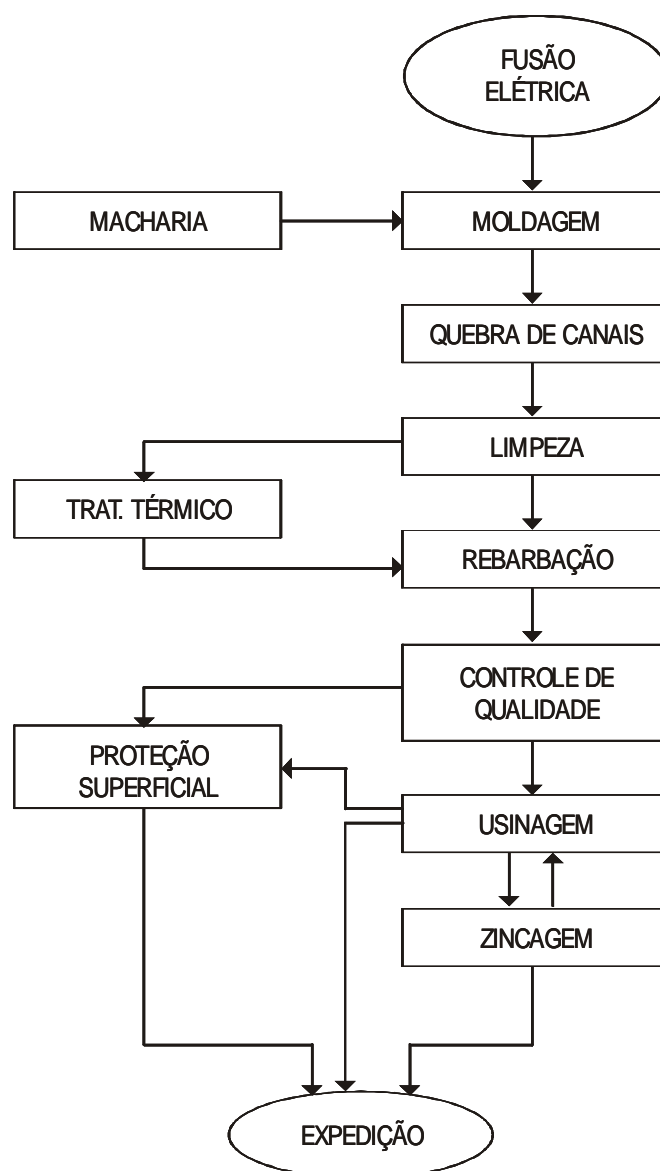 FUSÃO
ELÉTRICA
MACHARIA
MOLDAGEM
QUEBRA DE CANAIS
LIMPEZA
TRAT. TÉRMICO
REBARBAÇÃO
CONTROLE DE
QUALIDADE
PROTEÇÃO
SUPERFICIAL
USINAGEM
ZINCAGEM
EXPEDIÇÃO